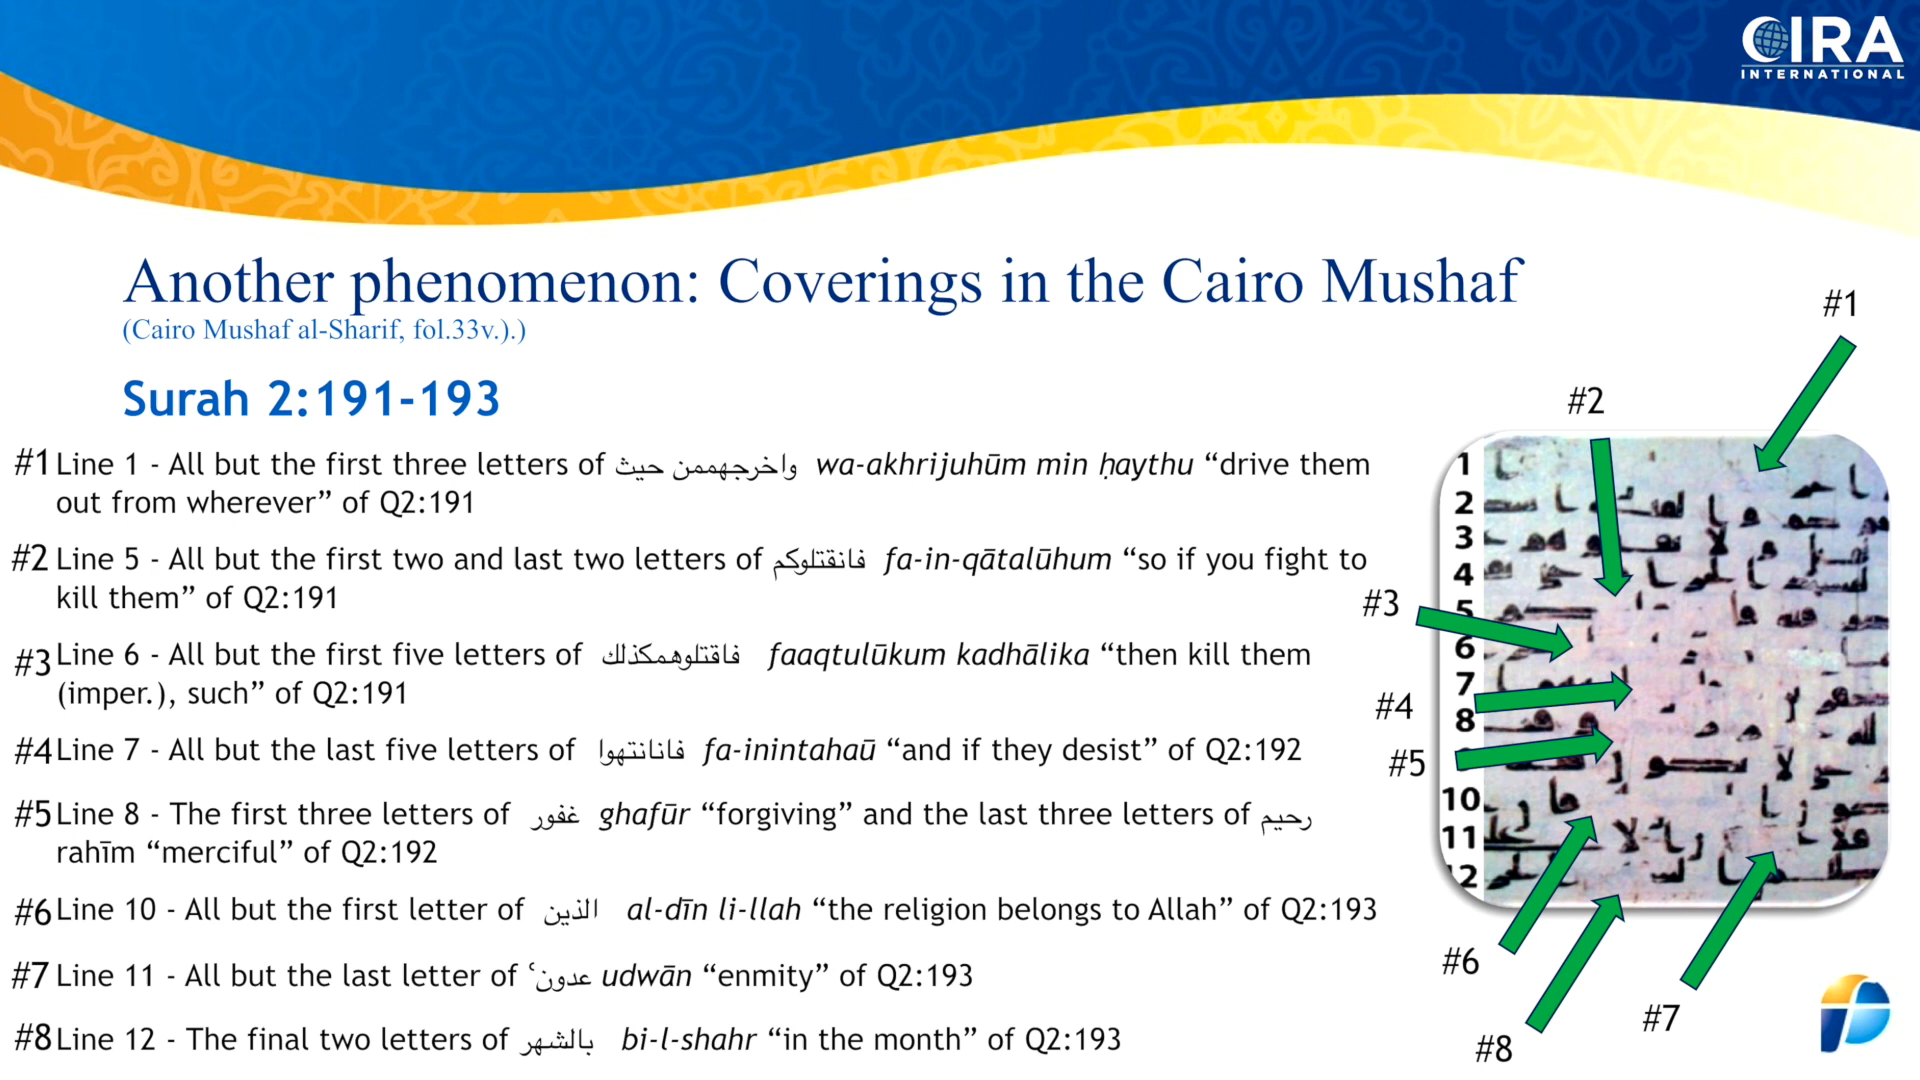 CIRA
INTERNATIONAL
Another phenomenon: Coverings in the Cairo Mushaf
(Cairo Mushaf al-Sharif, fol.33v.).)
Surah 2:191-193
#1 Line 1 - All but the first three letters of واخرجهممن حيث wa-akhrijuhūm min ḥaythu “drive them
out from wherever” of Q2:191
#2 Line 5 - All but the first two and last two letters of فانقتلوكم fa-in-qātalūhum “so if you fight to
kill them” of Q2:191
#3 Line 6 - All but the first five letters of فاقتلوهمكذلك faaqtulūkum kadhālika “then kill them
(imper.), such” of Q2:191
#4 Line 7 - All but the last five letters of فانانتهوا fa-inintahaū “and if they desist” of Q2:192
#5 Line 8 - The first three letters of غفور ghafūr “forgiving” and the last three letters of رحيم
rahīm “merciful” of Q2:192
#6 Line 10 - All but the first letter of الذين al-dīn li-llah “the religion belongs to Allah” of Q2:193
#7 Line 11 - All but the last letter of عدونʿ udwān “enmity” of Q2:193
#8 Line 12 - The final two letters of بالشهر bi-l-shahr “in the month” of Q2:193
#1
#2
#3
#4
#5
#6
#7
#8
1
2
3
4
5
6
7
8
10
11
12